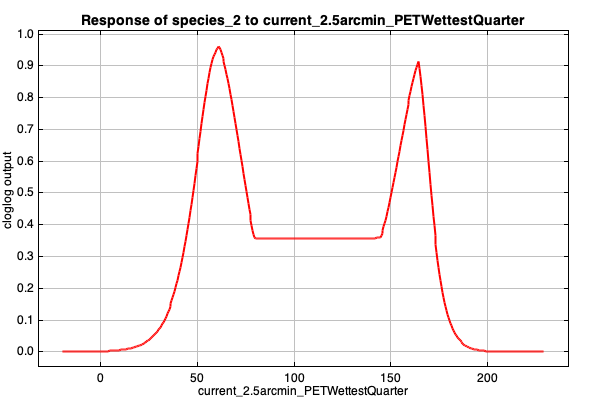 Response of species_2 to current_2.5arcmin_PETWettestQuarter
1.0
0.9
0.8
0.7
0.6
0.5
0.4
0.3
0.2
0.1
0.0
cloglog output
0 50 100 150 200
current_2.5arcmin_PETWettestQuarter